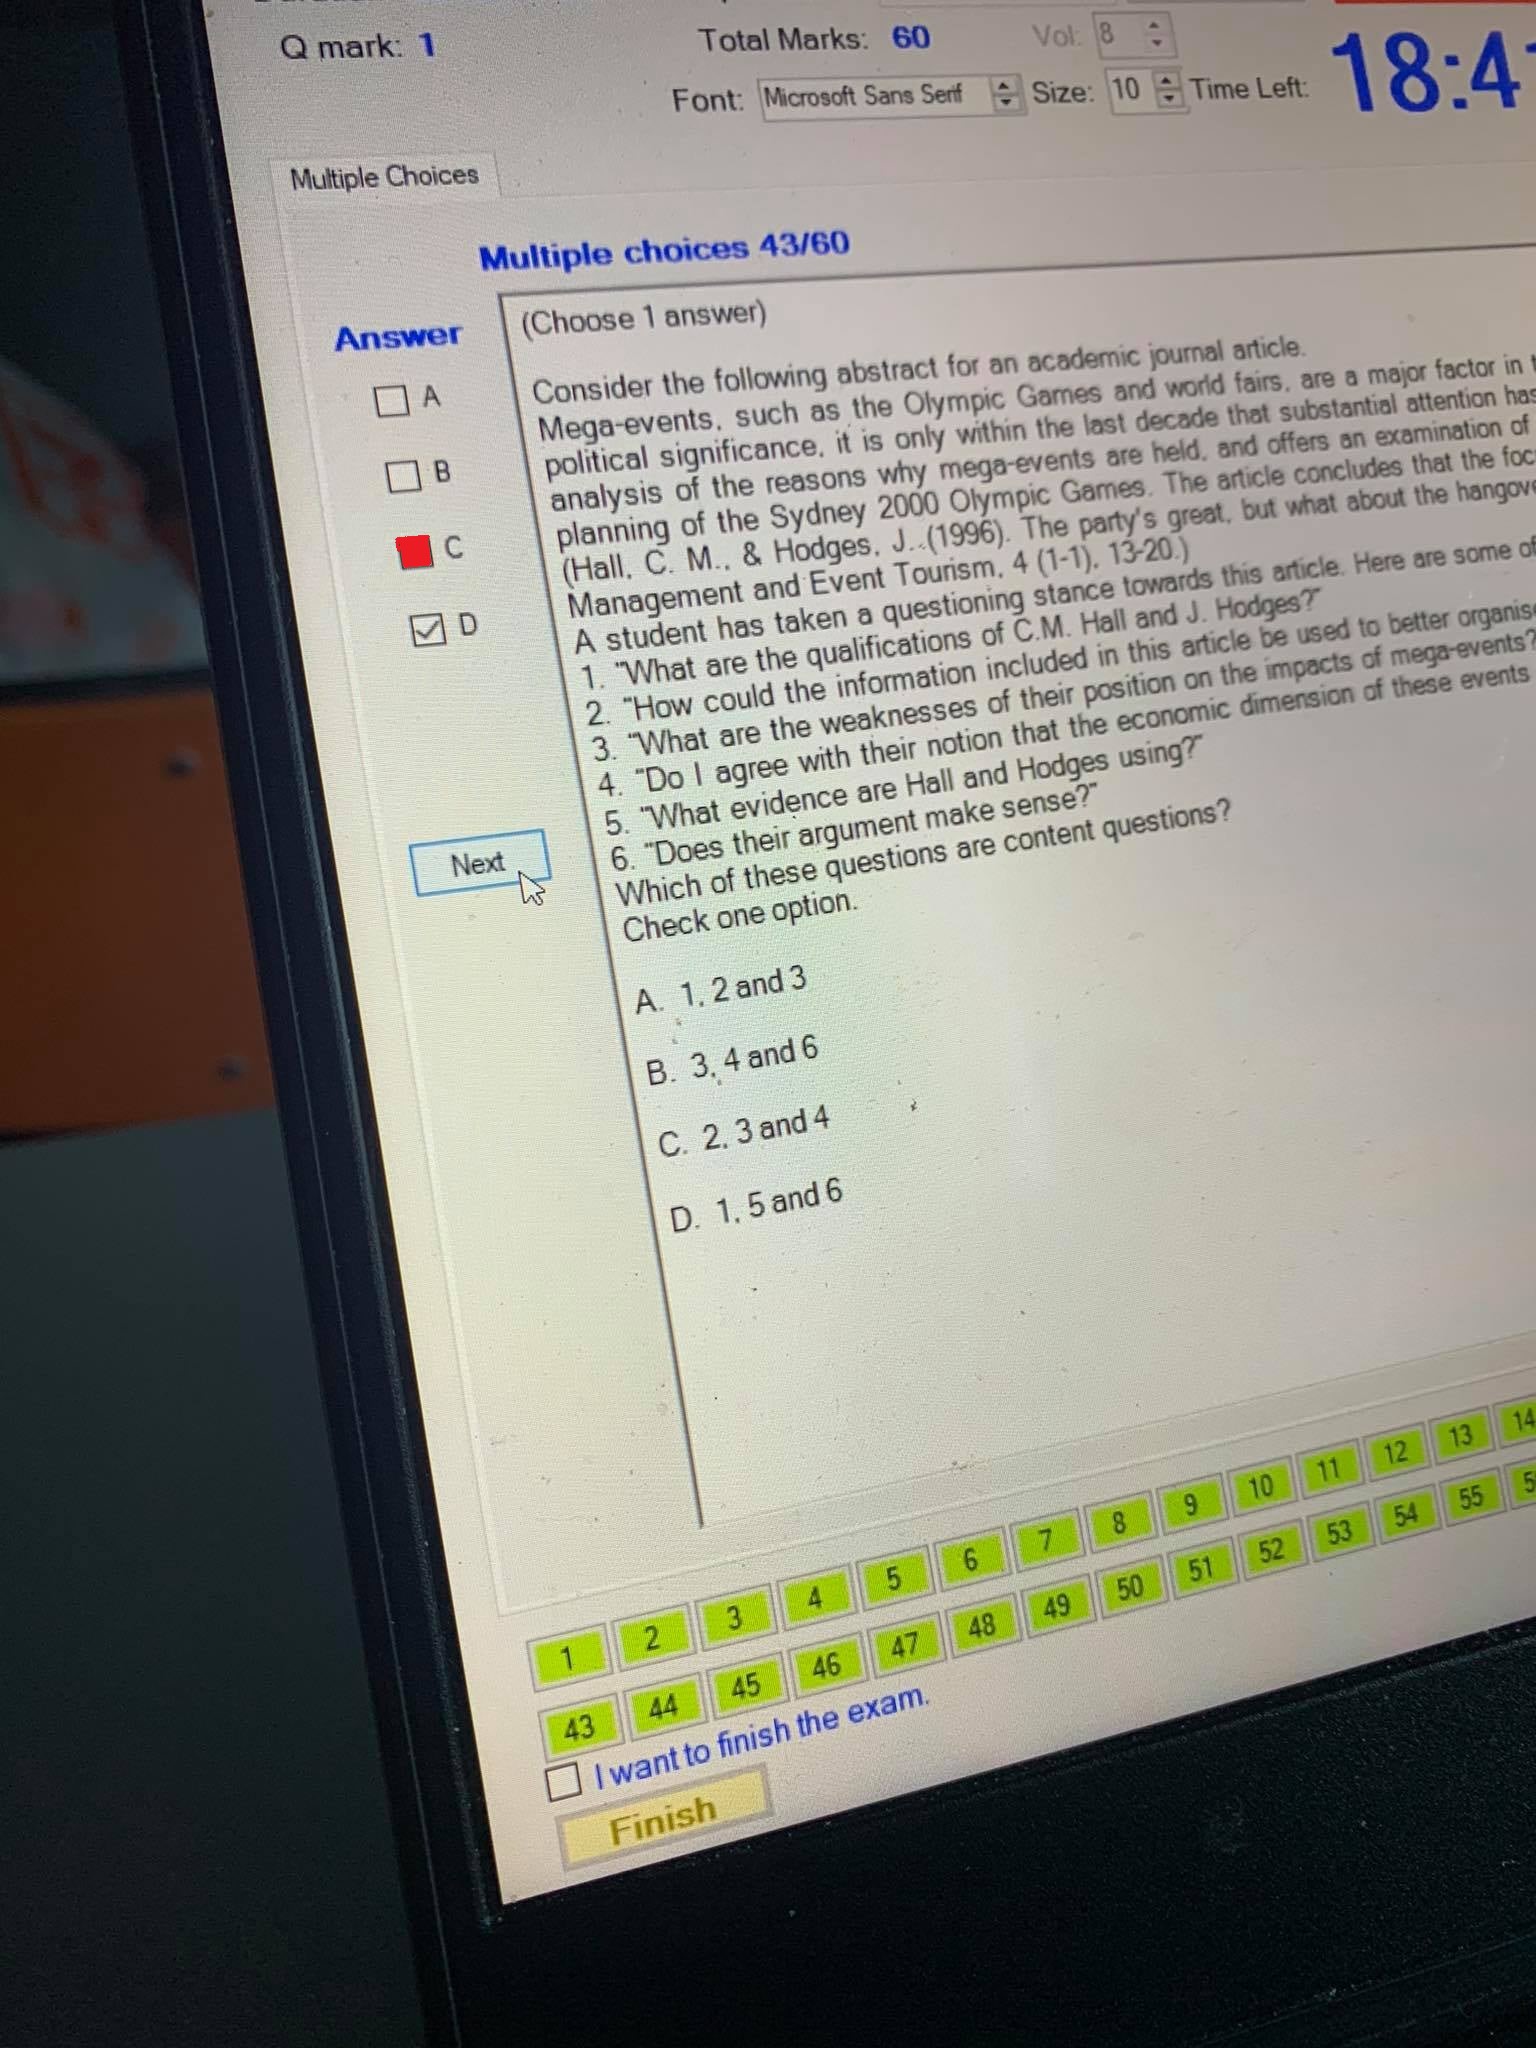 Q mark: 1
Total Marks: 60
Vol: 8
Font: Microsoft Sans Serif
Size: 10
Time Left: 18:4
Multiple Choices
Multiple choices 43/60
Answer
A
B
C
D
Next
(Choose 1 answer)
Consider the following abstract for an academic journal article.
Mega-events, such as the Olympic Games and world fairs, are a major factor in
political significance, it is only within the last decade that substantial attention has
analysis of the reasons why mega-events are held, and offers an examination of
planning of the Sydney 2000 Olympic Games. The article concludes that the foc
(Hall, C. M., & Hodges, J. (1996). The party's great, but what about the hangov
Management and Event Tourism, 4 (1-1), 13-20.)
A student has taken a questioning stance towards this article. Here are some of
1. "What are the qualifications of C.M. Hall and J. Hodges?"
2. "How could the information included in this article be used to better organis
3. "What are the weaknesses of their position on the impacts of mega-events?
4. "Do I agree with their notion that the economic dimension of these events
5. "What evidence are Hall and Hodges using?"
6. "Does their argument make sense?"
Which of these questions are content questions?
Check one option.
A. 1, 2 and 3
B. 3, 4 and 6
C. 2, 3 and 4
D. 1, 5 and 6
1 2 3 4 5 6 7 8 9 10 11 12 13 14
43 44 45 46 47 48 49 50 51 52 53 54 55 5
I want to finish the exam.
Finish